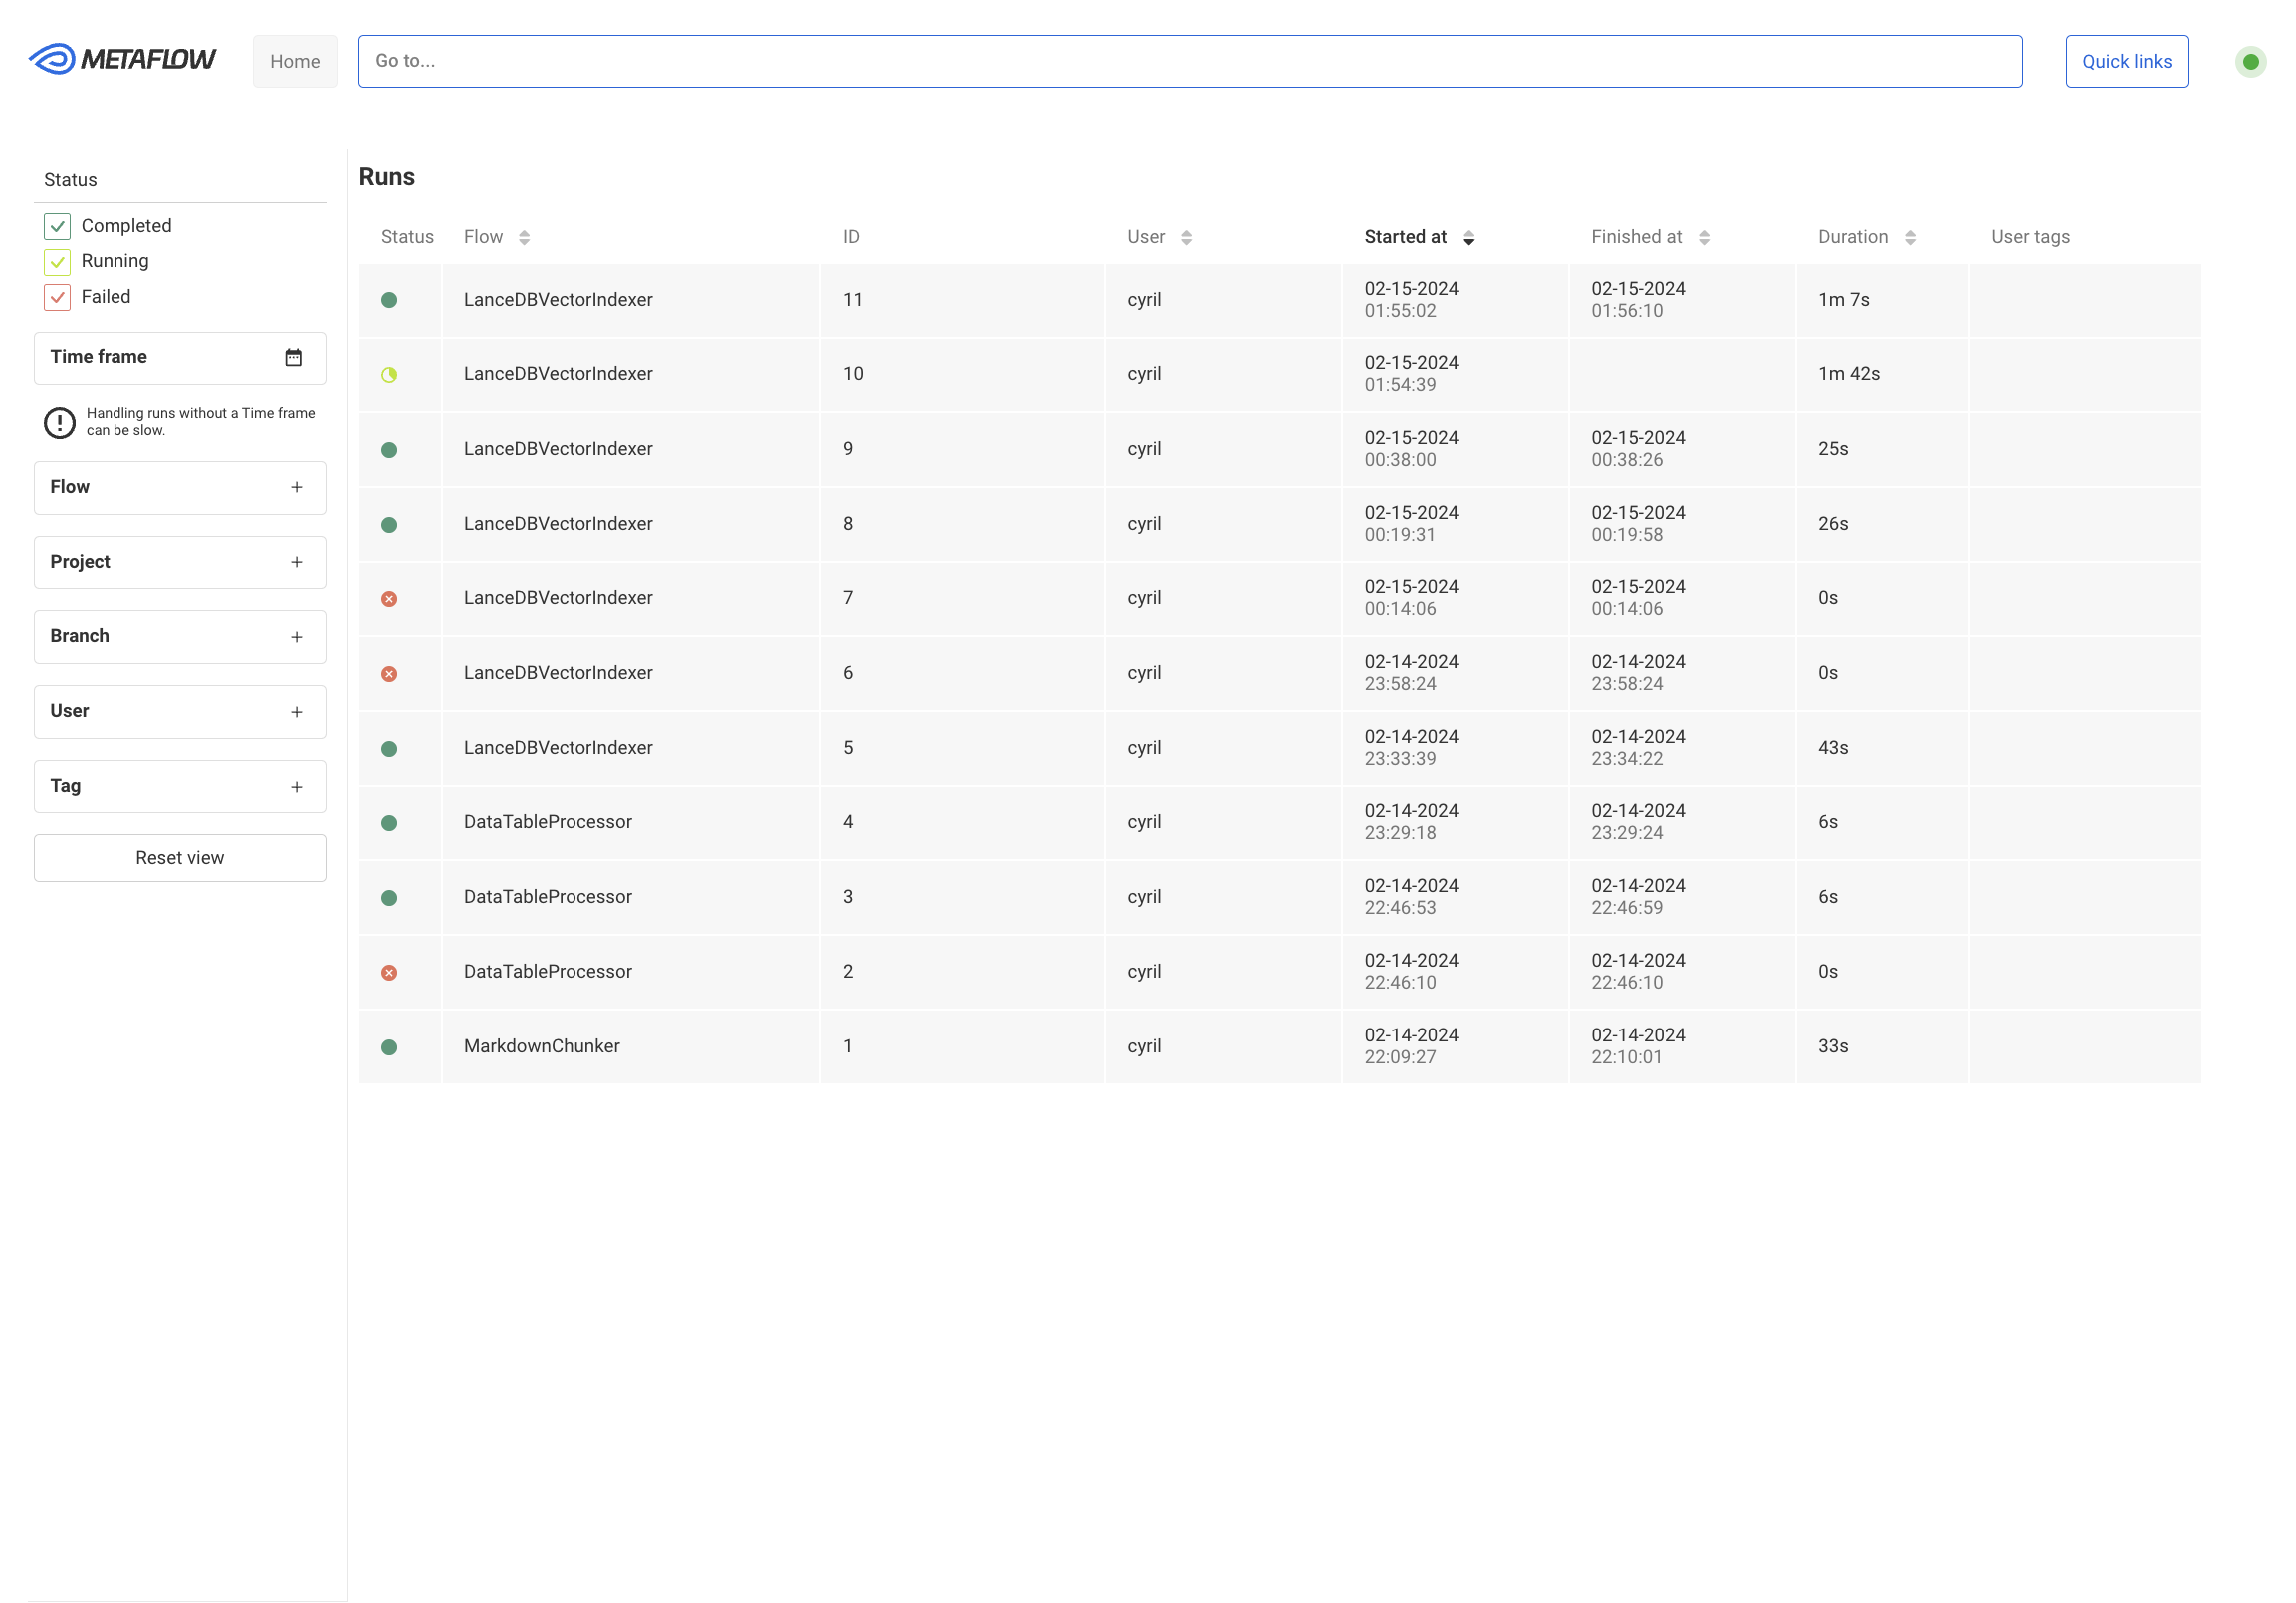 METAFLOW Home Go to... Quick links
Status
Completed
Running
Failed
Time frame
Handling runs without a Time frame
can be slow.
Flow +
Project +
Branch +
User +
Tag +
Reset view
Runs
Status Flow ID User Started at Finished at Duration User tags
LanceDBVectorIndexer 11 cyril 02-15-2024 01:55:02 02-15-2024 01:56:10 1m 7s
LanceDBVectorIndexer 10 cyril 02-15-2024 01:54:39 1m 42s
LanceDBVectorIndexer 9 cyril 02-15-2024 00:38:00 02-15-2024 00:38:26 25s
LanceDBVectorIndexer 8 cyril 02-15-2024 00:19:31 02-15-2024 00:19:58 26s
LanceDBVectorIndexer 7 cyril 02-15-2024 00:14:06 02-15-2024 00:14:06 0s
LanceDBVectorIndexer 6 cyril 02-14-2024 23:58:24 02-14-2024 23:58:24 0s
LanceDBVectorIndexer 5 cyril 02-14-2024 23:33:39 02-14-2024 23:34:22 43s
DataTableProcessor 4 cyril 02-14-2024 23:29:18 02-14-2024 23:29:24 6s
DataTableProcessor 3 cyril 02-14-2024 22:46:53 02-14-2024 22:46:59 6s
DataTableProcessor 2 cyril 02-14-2024 22:46:10 02-14-2024 22:46:10 0s
MarkdownChunker 1 cyril 02-14-2024 22:09:27 02-14-2024 22:10:01 33s